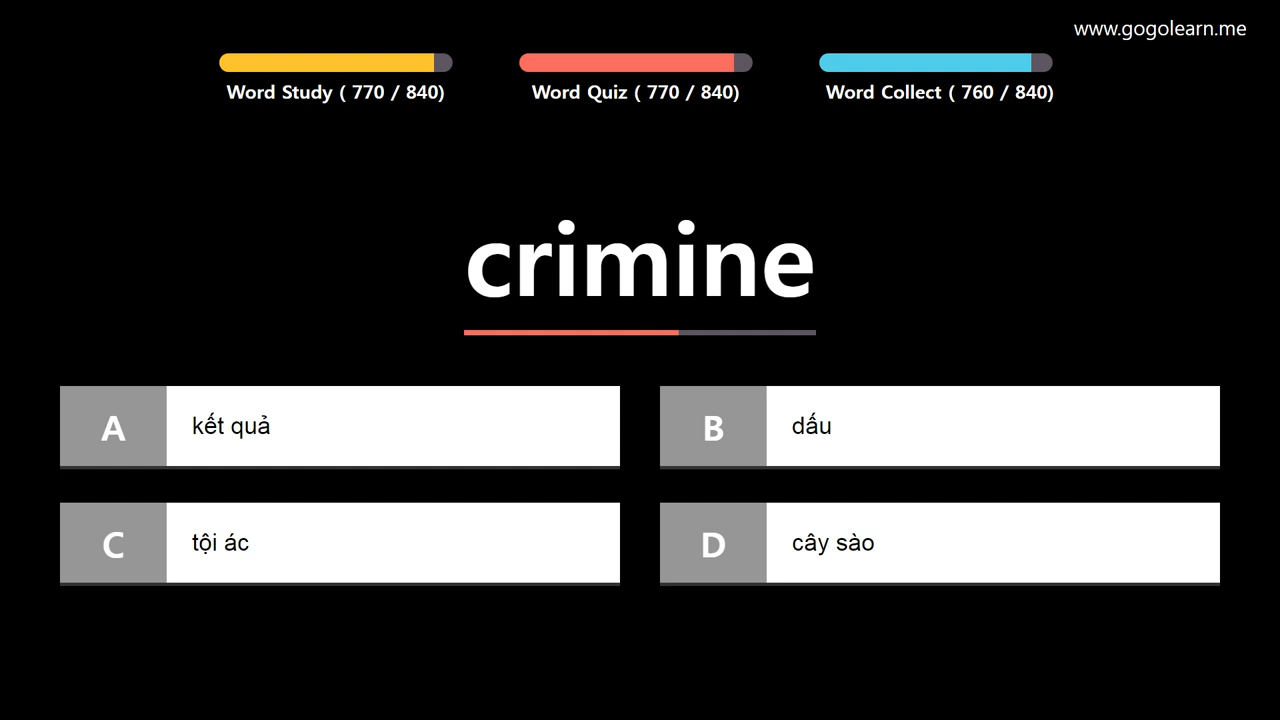 www.gogolearn.me
Word Study ( 770 / 840)
Word Quiz ( 770 / 840)
Word Collect ( 760 / 840)
crimine
A
kết quả
B
dấu
C
tội ác
D
cây sào